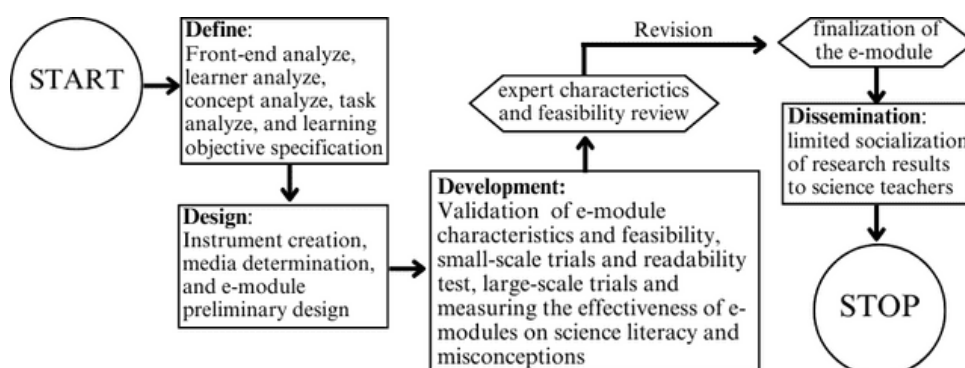 START
Define:
Front-end analyze,
learner analyze,
concept analyze, task
analyze, and learning
objective specification
Design:
Instrument creation,
media determination,
and e-module
preliminary design
Development:
Validation of e-module
characteristics and feasibility,
small-scale trials and readability
test, large-scale trials and
measuring the effectiveness of e-
modules on science literacy and
misconceptions
expert charicterictics
and feasibility review
Revision
finalization of
the e-module
Dissemination:
limited socialization
of research results
to science teachers
STOP